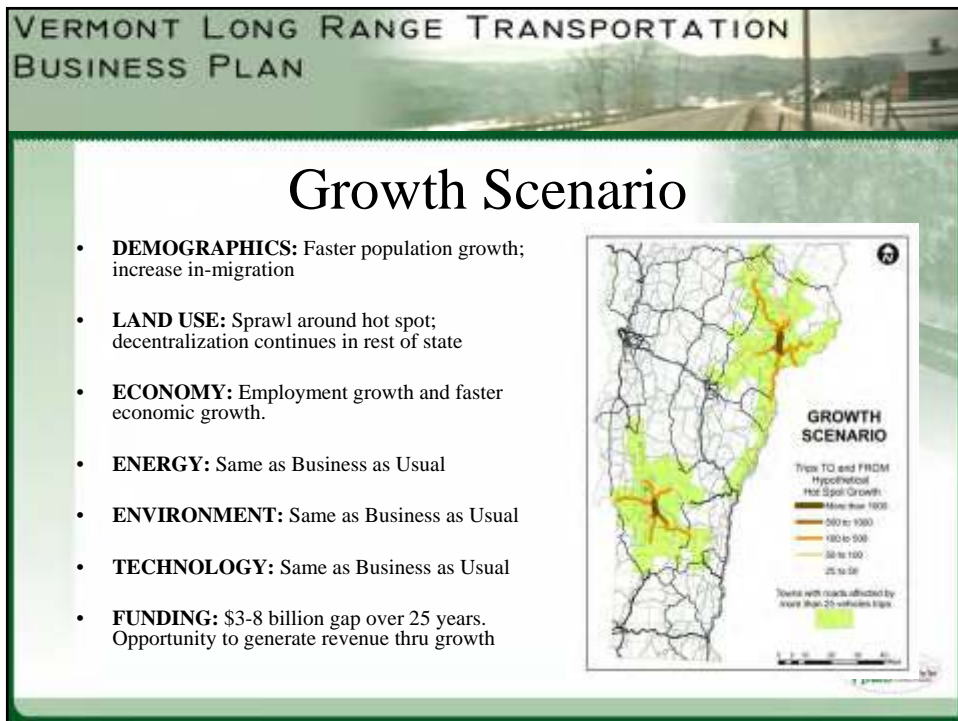 VERMONT LONG RANGE TRANSPORTATION
BUSINESS PLAN
Growth Scenario
• DEMOGRAPHICS: Faster population growth;
increase in-migration
• LAND USE: Sprawl around hot spot;
decentralization continues in rest of state
• ECONOMY: Employment growth and faster
economic growth.
• ENERGY: Same as Business as Usual
• ENVIRONMENT: Same as Business as Usual
• TECHNOLOGY: Same as Business as Usual
• FUNDING: $3-8 billion gap over 25 years.
Opportunity to generate revenue thru growth
GROWTH
SCENARIO
Trips TO and FROM
Hypothetical
Hot Spot Growth
More than 1000
500 to 1000
100 to 500
50 to 100
25 to 50
Towns with roads affected by
more than 25 vehicles trips